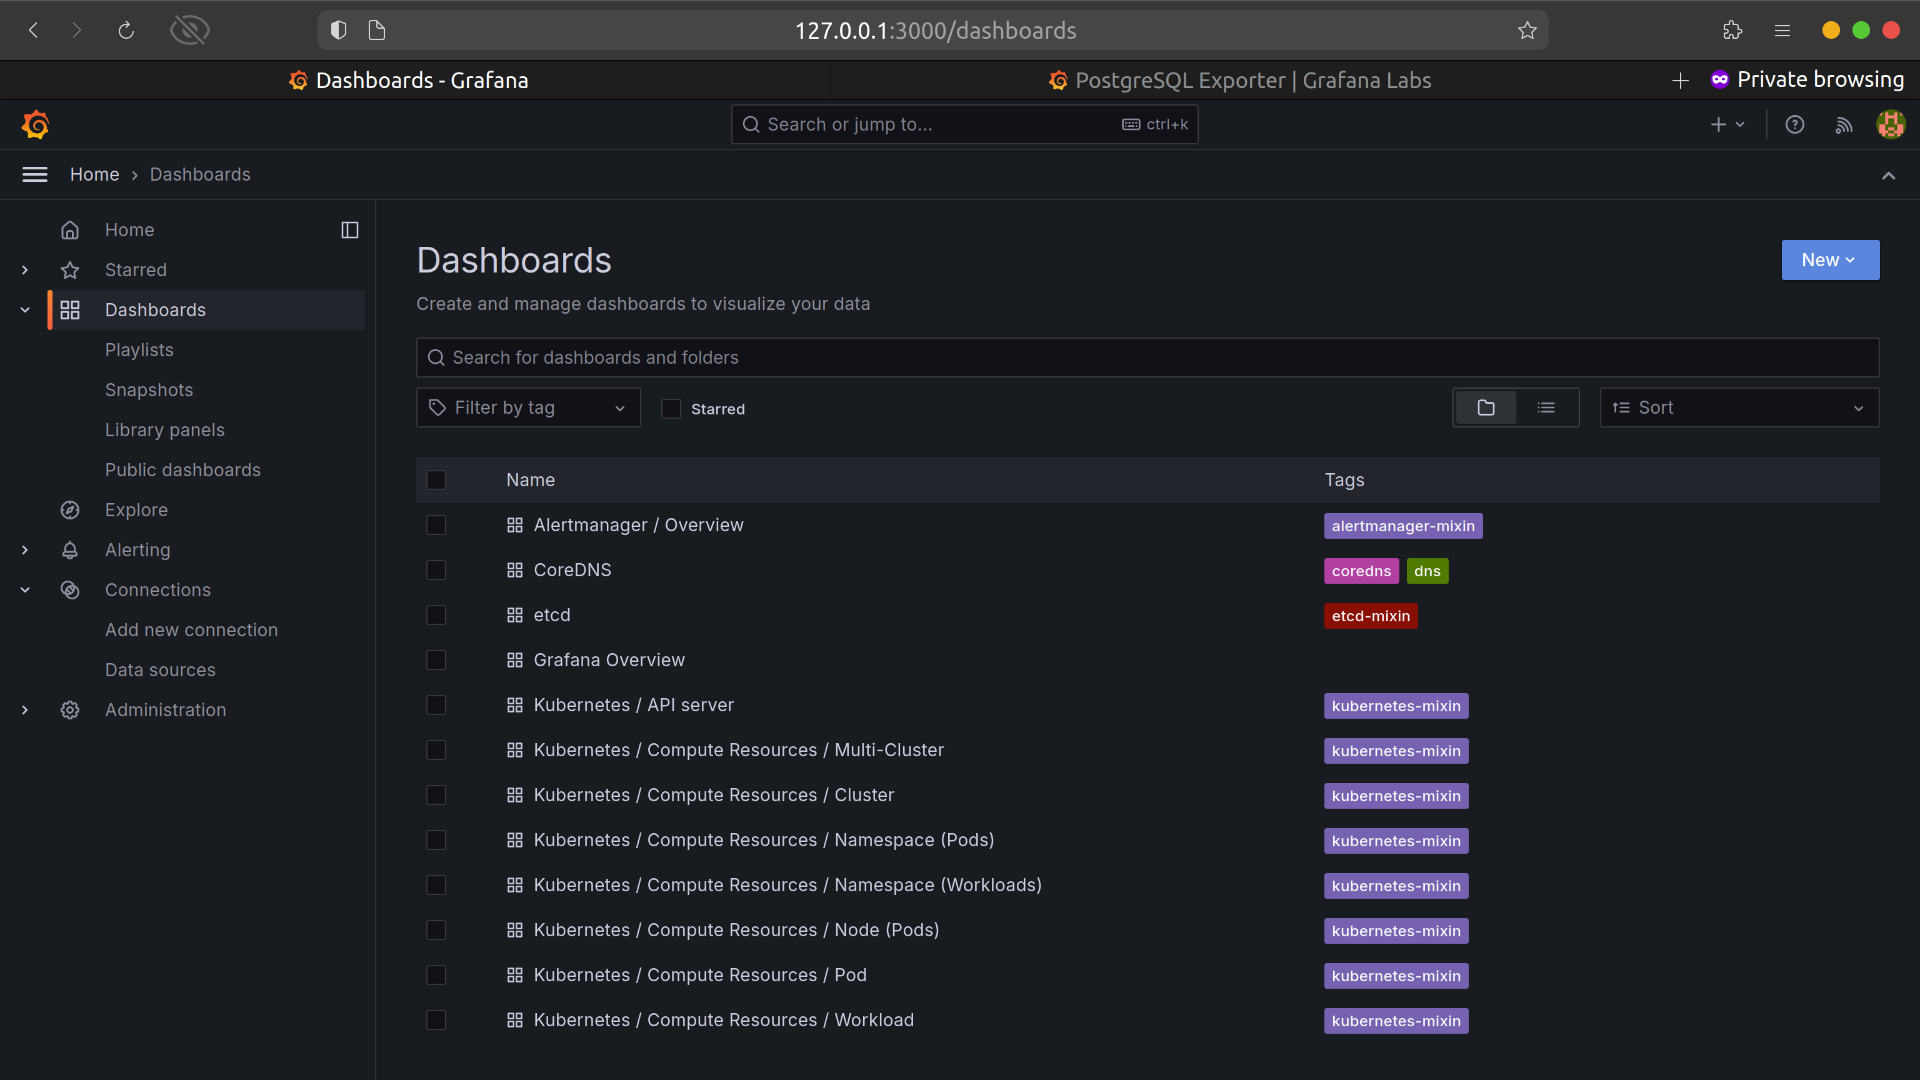 127.0.0.1:3000/dashboards
Dashboards - Grafana
PostgreSQL Exporter | Grafana Labs
Private browsing
Search or jump to...
ctrl+k
Home
Dashboards
Home
Starred
Dashboards
Playlists
Snapshots
Library panels
Public dashboards
Explore
Alerting
Connections
Add new connection
Data sources
Administration
Dashboards
New
Create and manage dashboards to visualize your data
Search for dashboards and folders
Filter by tag
Starred
Sort
Name Tags
Alertmanager / Overview alertmanager-mixin
CoreDNS coredns dns
etcd etcd-mixin
Grafana Overview
Kubernetes / API server kubernetes-mixin
Kubernetes / Compute Resources / Multi-Cluster kubernetes-mixin
Kubernetes / Compute Resources / Cluster kubernetes-mixin
Kubernetes / Compute Resources / Namespace (Pods) kubernetes-mixin
Kubernetes / Compute Resources / Namespace (Workloads) kubernetes-mixin
Kubernetes / Compute Resources / Node (Pods) kubernetes-mixin
Kubernetes / Compute Resources / Pod kubernetes-mixin
Kubernetes / Compute Resources / Workload kubernetes-mixin